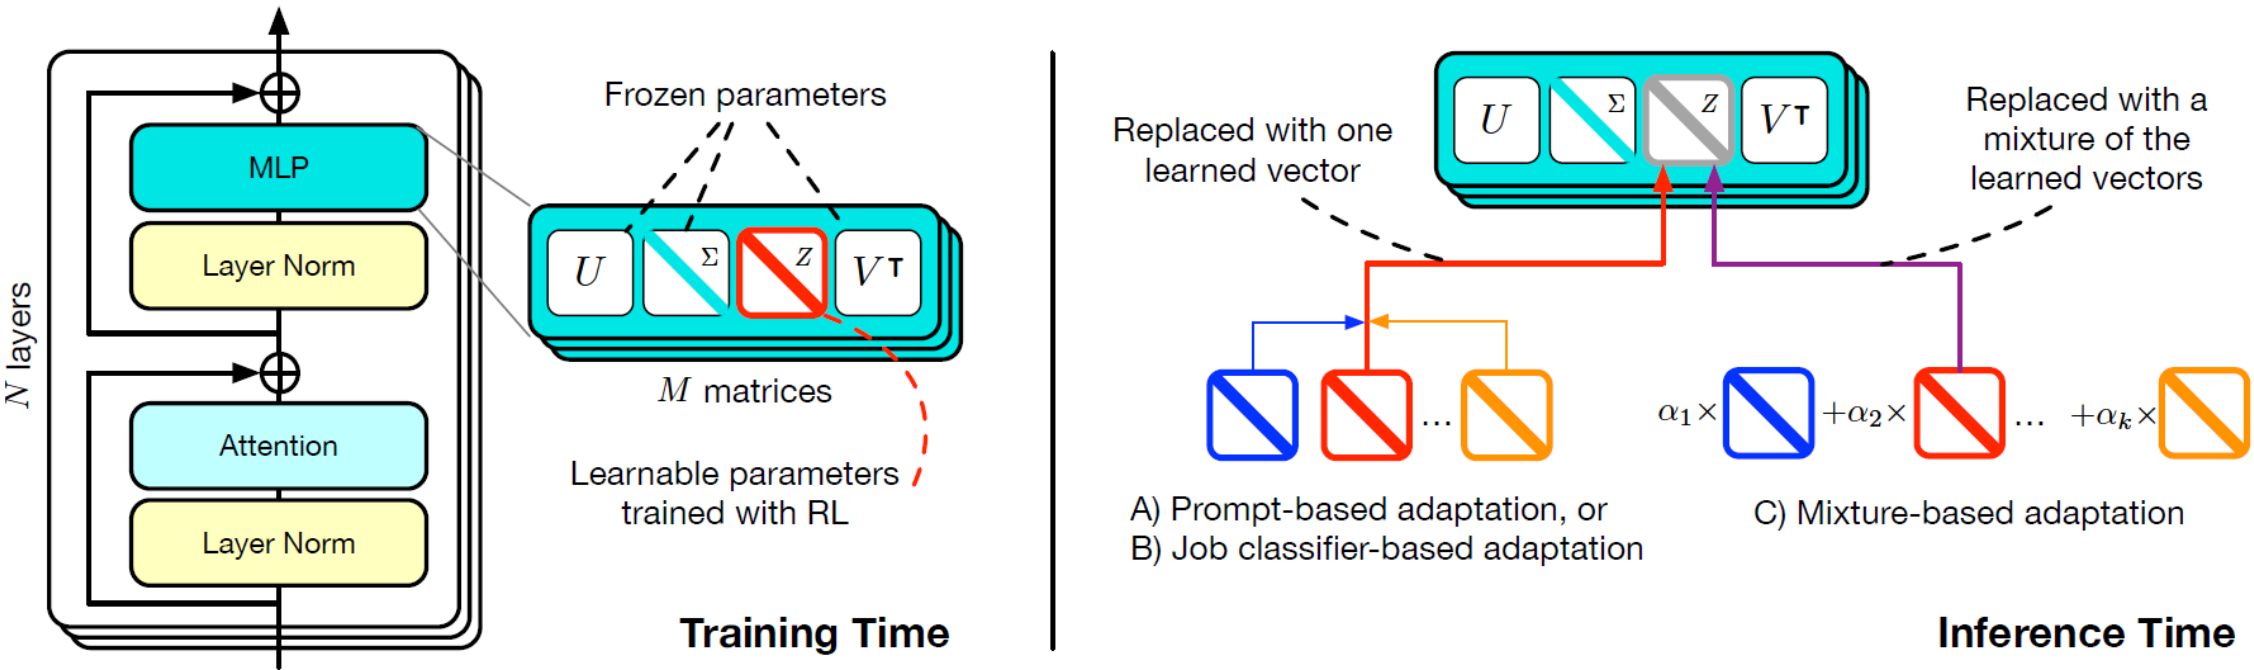 N layers
MLP
Layer Norm
Attention
Layer Norm
Frozen parameters
U
Σ
Z
V⊤
M matrices
Learnable parameters
trained with RL
Training Time
Replaced with one
learned vector
U
Σ
Z
V⊤
Replaced with a
mixture of the
learned vectors
...
A) Prompt-based adaptation, or
B) Job classifier-based adaptation
α₁× +α₂× ... +αₖ×
C) Mixture-based adaptation
Inference Time